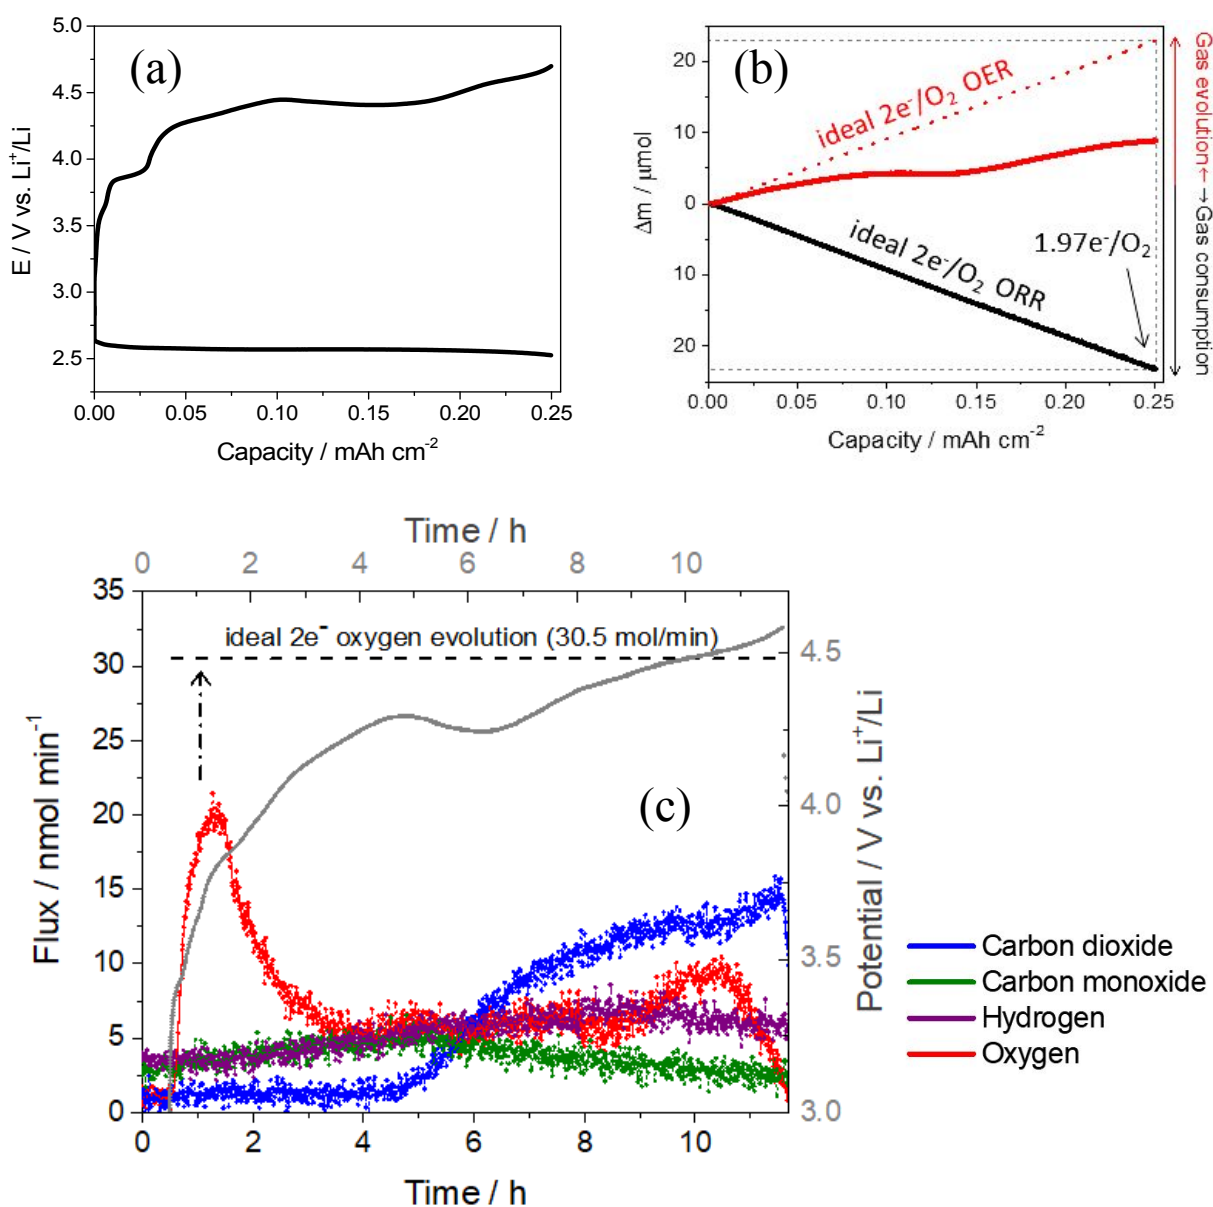 (a)
5.0
4.5
4.0
3.5
3.0
2.5
E / V vs. Li⁺/Li
0.00 0.05 0.10 0.15 0.20 0.25
Capacity / mAh cm⁻²
(b)
20
10
0
10
20
Δm / μmol
ideal 2e⁻/O₂ OER
ideal 2e⁻/O₂ ORR
1.97e⁻/O₂
Gas evolution← →Gas consumption
0.00 0.05 0.10 0.15 0.20 0.25
Capacity / mAh cm⁻²
Time / h
0 2 4 6 8 10
35
30
25
20
15
10
5
0
Flux / nmol min⁻¹
ideal 2e⁻ oxygen evolution (30.5 mol/min)
(c)
4.5
4.0
3.5
3.0
Potential / V vs. Li⁺/Li
0 2 4 6 8 10
Time / h
Carbon dioxide
Carbon monoxide
Hydrogen
Oxygen